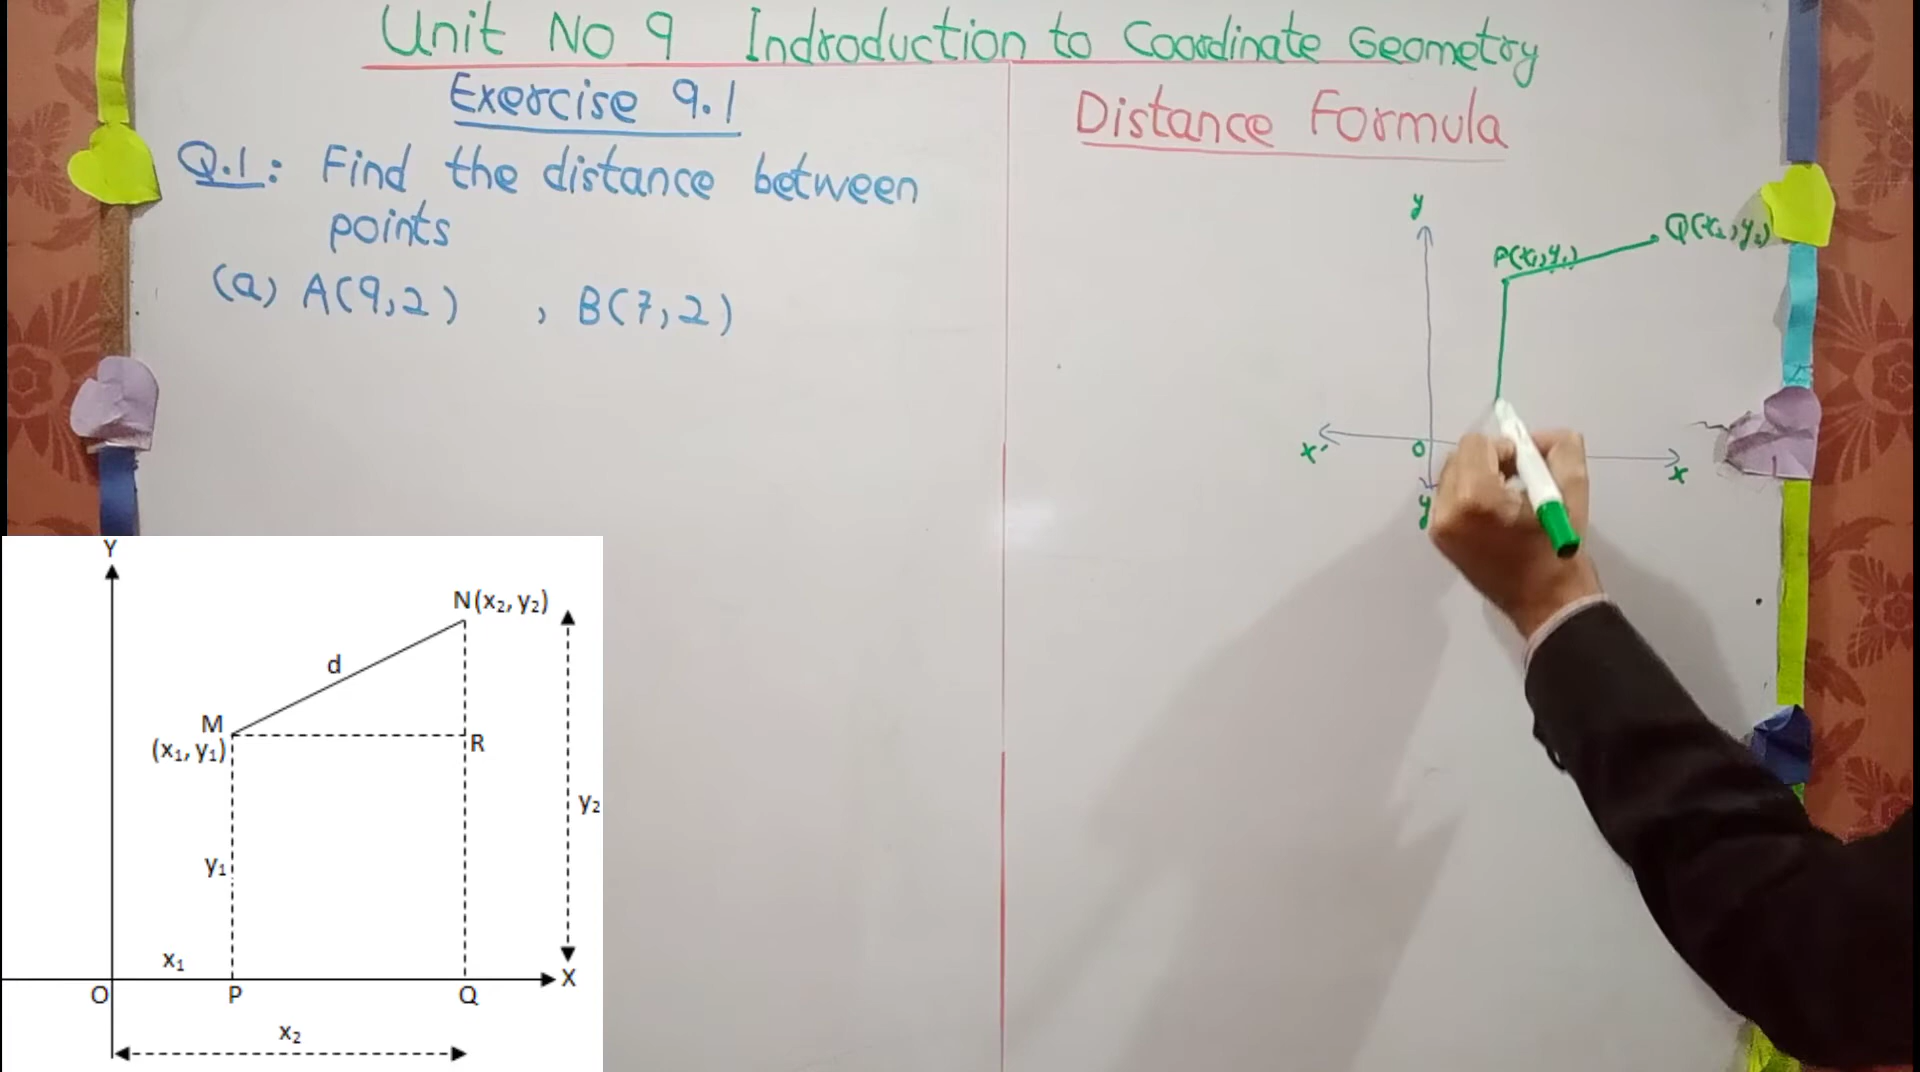 Unit No 9 Indroduction to Coordinate Geometry
Exercise 9.1
Q.1: Find the distance between
points
(a) A(9,2) , B(7,2)
Distance Formula
y
P(x₁,y₁)
Q(x₂,y₂)
x'
o
x
y
Y
N(x₂, y₂)
d
M
(x₁, y₁)
R
y₁
y₂
x₁
X
O
P
Q
x₂